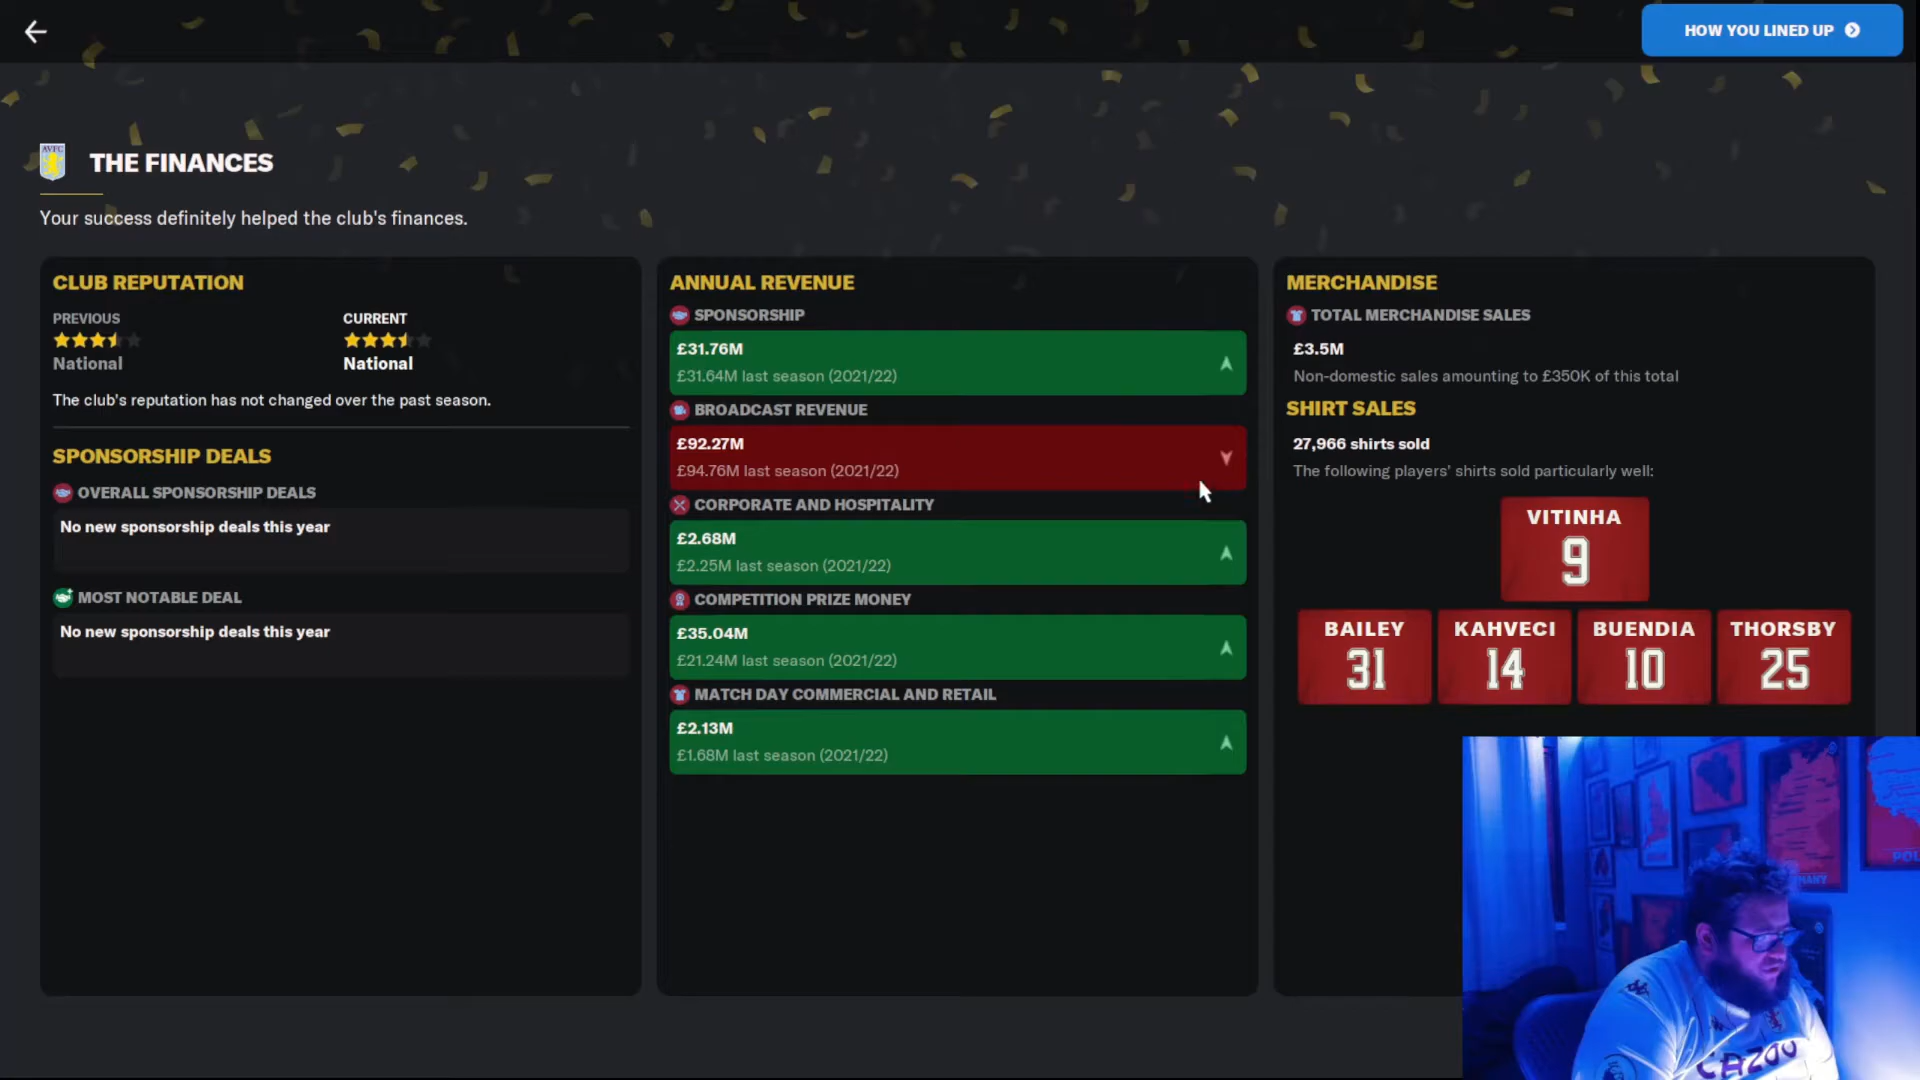 HOW YOU LINED UP
AVFC
THE FINANCES
Your success definitely helped the club's finances.
CLUB REPUTATION
PREVIOUS
National
CURRENT
National
The club's reputation has not changed over the past season.
SPONSORSHIP DEALS
OVERALL SPONSORSHIP DEALS
No new sponsorship deals this year
MOST NOTABLE DEAL
No new sponsorship deals this year
ANNUAL REVENUE
SPONSORSHIP
£31.76M
£31.64M last season (2021/22)
BROADCAST REVENUE
£92.27M
£94.76M last season (2021/22)
CORPORATE AND HOSPITALITY
£2.68M
£2.25M last season (2021/22)
COMPETITION PRIZE MONEY
£35.04M
£21.24M last season (2021/22)
MATCH DAY COMMERCIAL AND RETAIL
£2.13M
£1.68M last season (2021/22)
MERCHANDISE
TOTAL MERCHANDISE SALES
£3.5M
Non-domestic sales amounting to £350K of this total
SHIRT SALES
27,966 shirts sold
The following players' shirts sold particularly well:
VITINHA
9
BAILEY
31
KAHVECI
14
BUENDIA
10
THORSBY
25
CAZOO